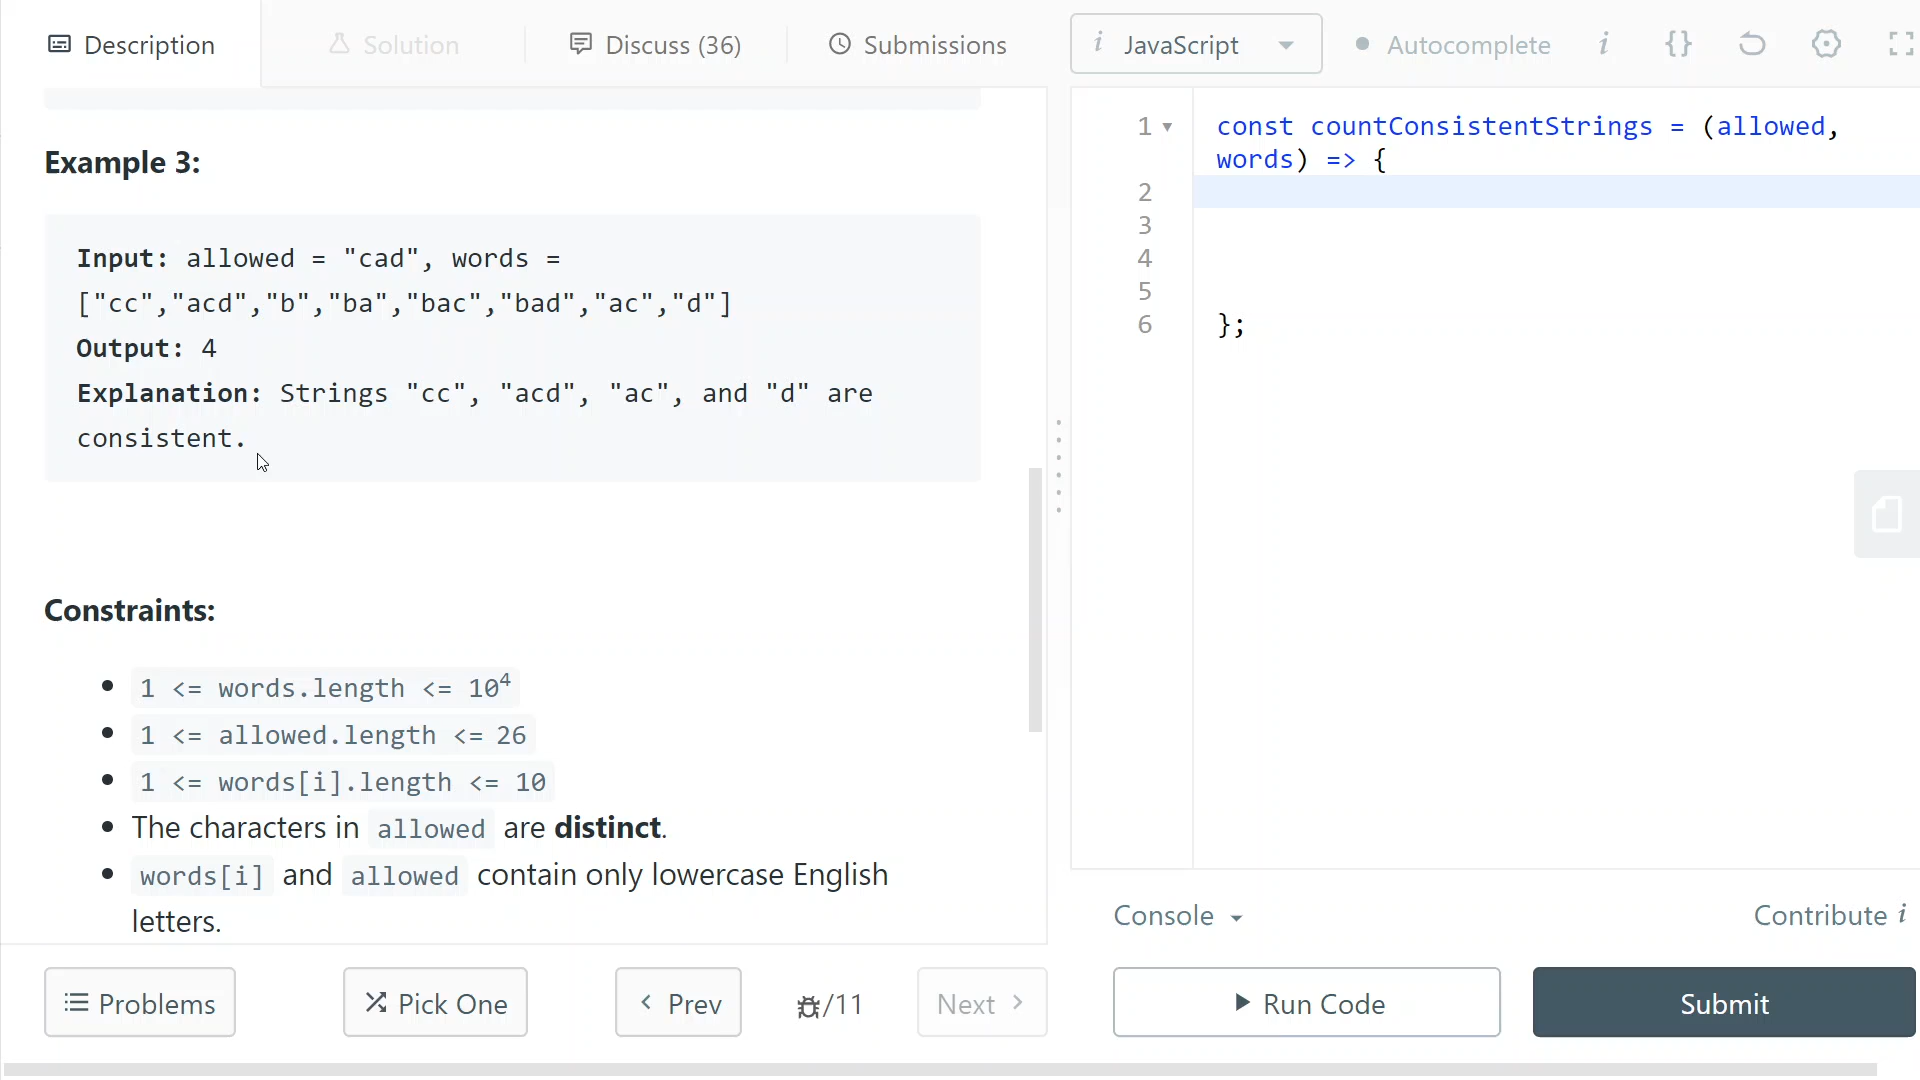 Description
Solution
Discuss (36)
Submissions
i JavaScript
Autocomplete
i {}
Example 3:
Input: allowed = "cad", words =
["cc","acd","b","ba","bac","bad","ac","d"]
Output: 4
Explanation: Strings "cc", "acd", "ac", and "d" are
consistent.
Constraints:
1 <= words.length <= 10⁴
1 <= allowed.length <= 26
1 <= words[i].length <= 10
The characters in allowed are distinct.
words[i] and allowed contain only lowercase English
letters.
1 const countConsistentStrings = (allowed,
words) => {
2
3
4
5
6 };
Console
Contribute i
Problems
Pick One
Prev
/11
Next
Run Code
Submit